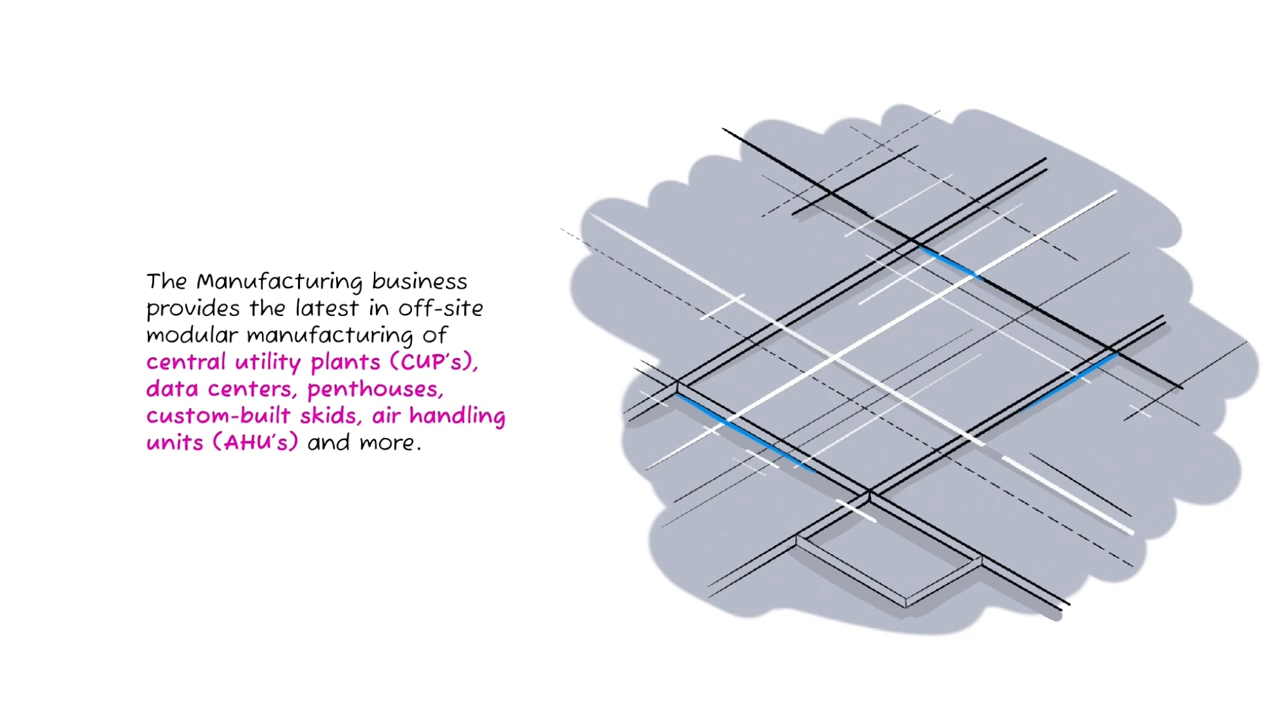 The Manufacturing business
provides the latest in off-site
modular manufacturing of
central utility plants (CUP's),
data centers, penthouses,
custom-built skids, air handling
units (AHU's) and more.